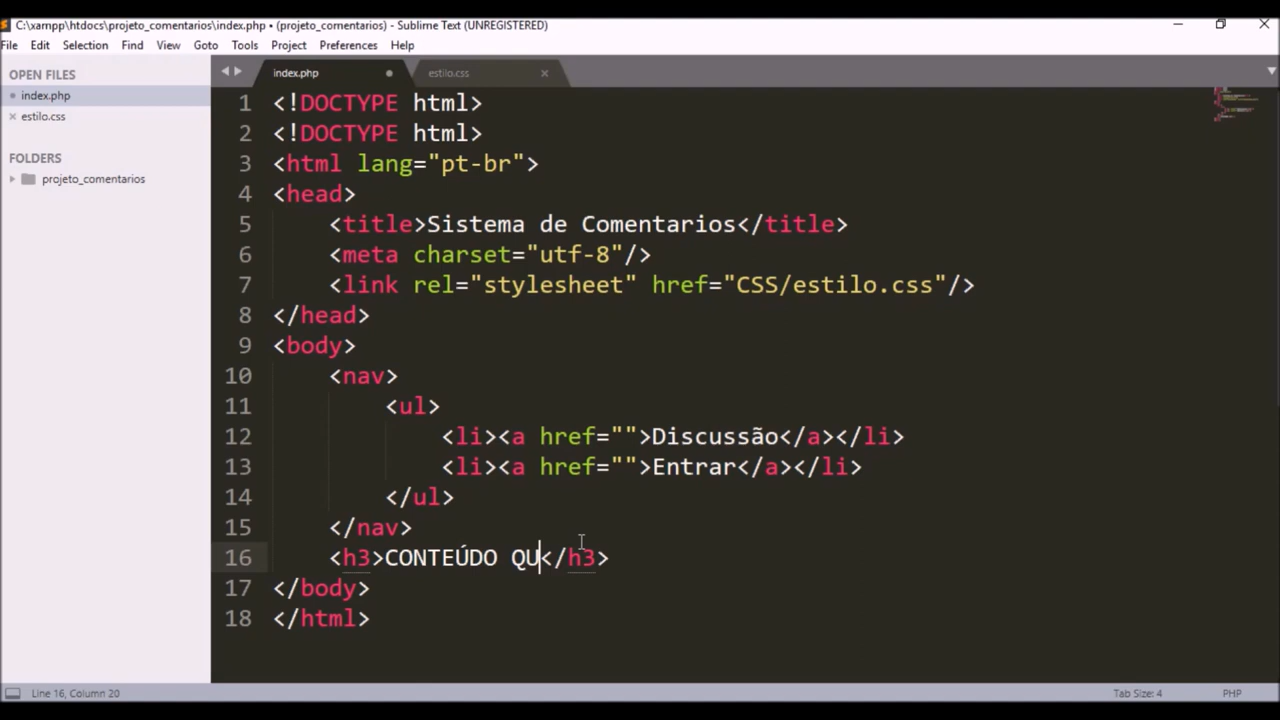 C:\xampp\htdocs\projeto_comentarios\index.php • (projeto_comentarios) - Sublime Text (UNREGISTERED)
File Edit Selection Find View Goto Tools Project Preferences Help
OPEN FILES
index.php
estilo.css
FOLDERS
projeto_comentarios
index.php estilo.css
1 <!DOCTYPE html>
2 <!DOCTYPE html>
3 <html lang="pt-br">
4 <head>
5 <title>Sistema de Comentarios</title>
6 <meta charset="utf-8"/>
7 <link rel="stylesheet" href="CSS/estilo.css"/>
8 </head>
9 <body>
10 <nav>
11 <ul>
12 <li><a href="">Discussão</a></li>
13 <li><a href="">Entrar</a></li>
14 </ul>
15 </nav>
16 <h3>CONTEÚDO QU</h3>
17 </body>
18 </html>
Line 16, Column 20 Tab Size: 4 PHP